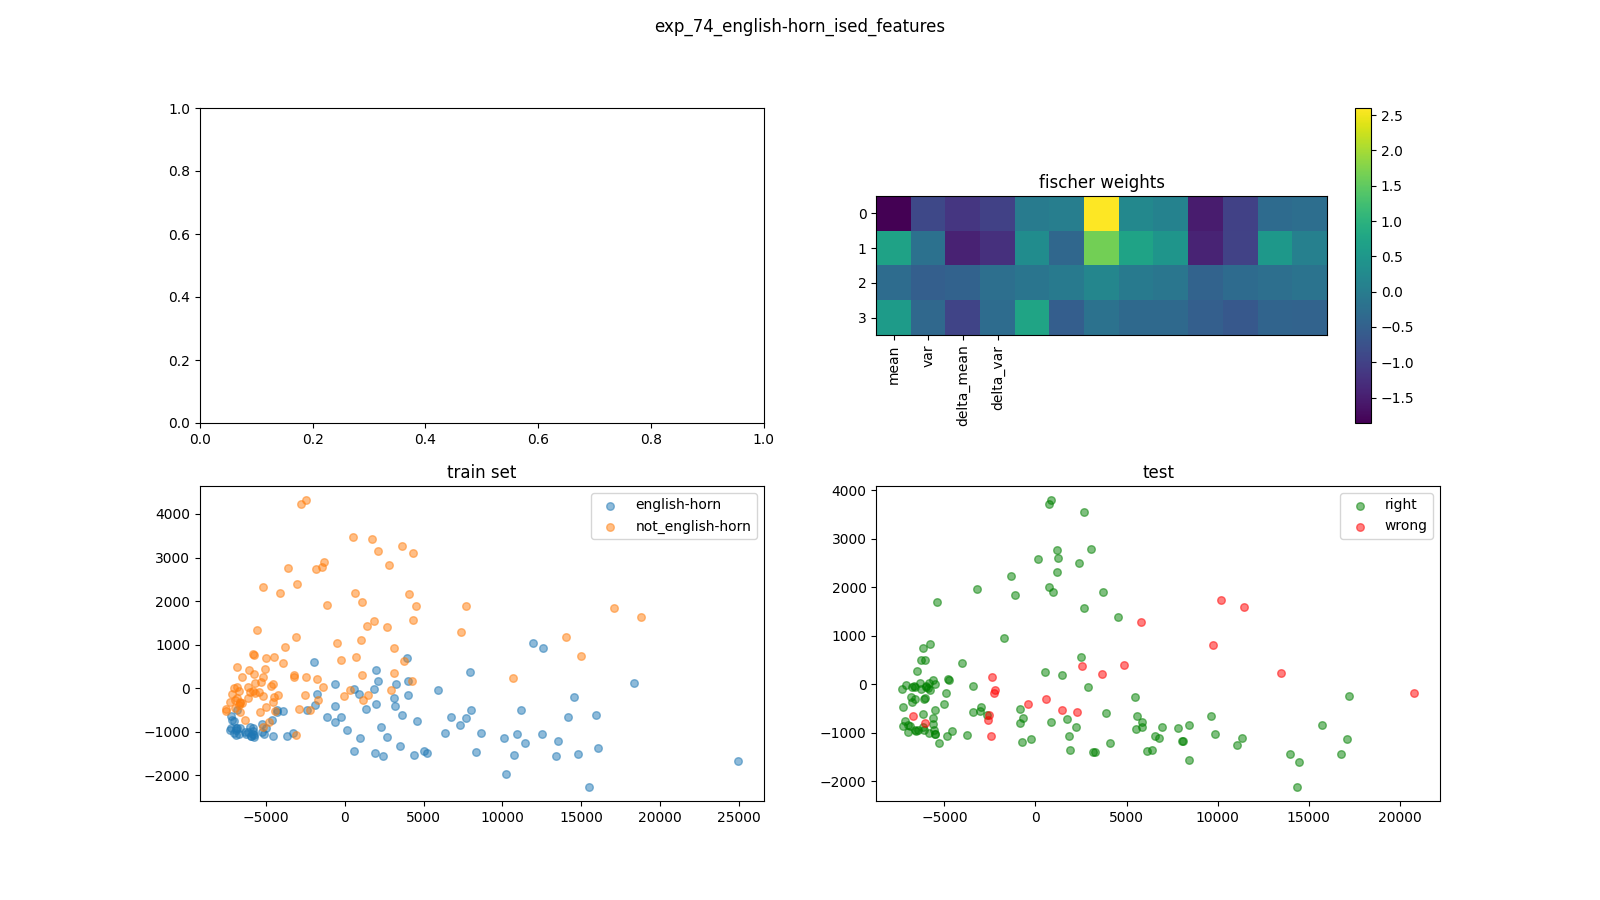 exp_74_english-horn_ised_features
1.0
0.8
0.6
0.4
0.2
0.0
0.0 0.2 0.4 0.6 0.8 1.0
fischer weights
0
1
2
3
mean var delta_mean delta_var
2.5
2.0
1.5
1.0
0.5
0.0
−0.5
−1.0
−1.5
train set
english-horn
not_english-horn
4000
3000
2000
1000
0
−1000
−2000
−5000 0 5000 10000 15000 20000 25000
test
right
wrong
4000
3000
2000
1000
0
−1000
−2000
−5000 0 5000 10000 15000 20000